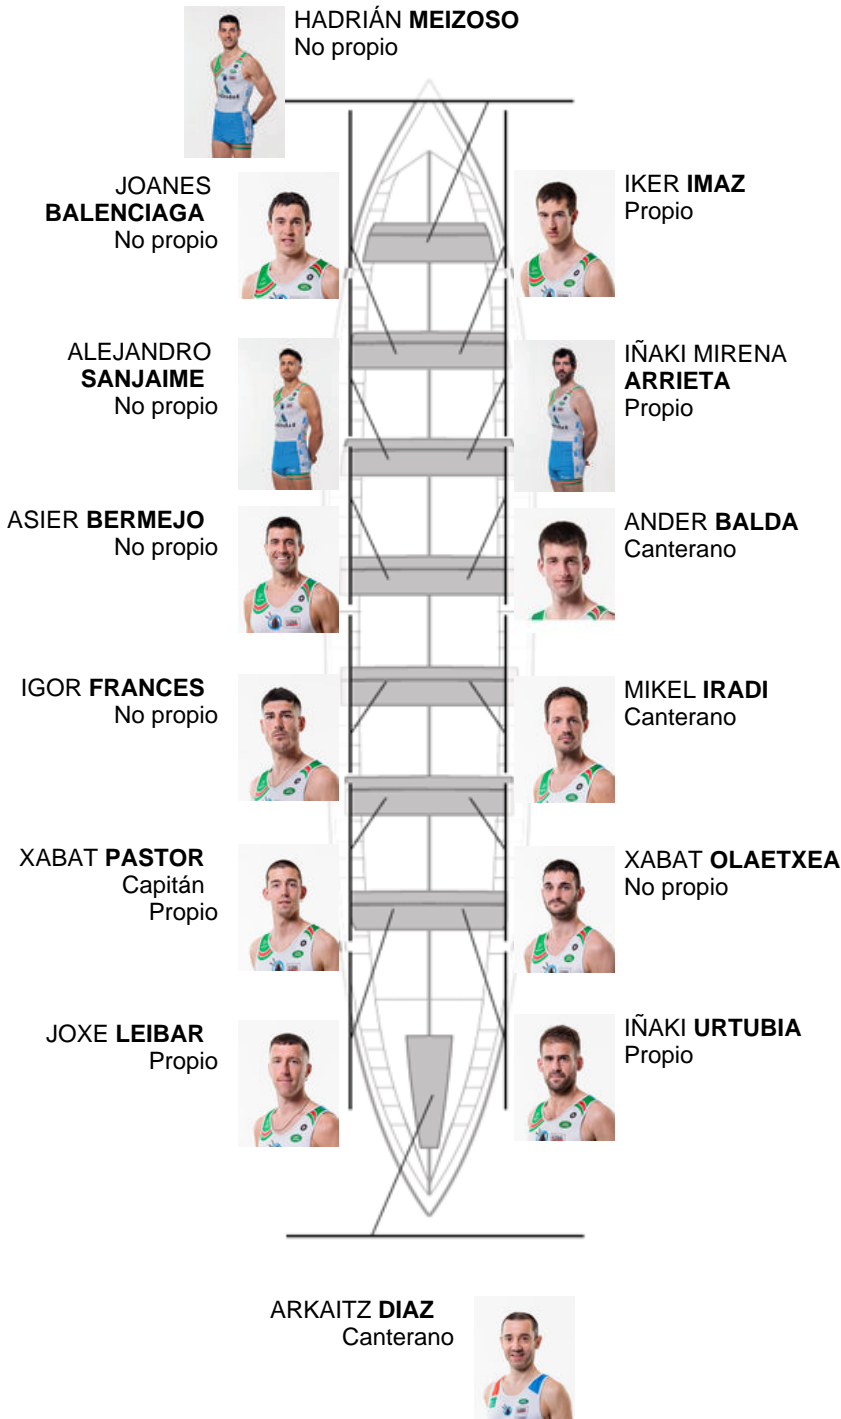 HADRIÁN MEIZOSO
No propio
JOANES
BALENCIAGA
No propio
IKER IMAZ
Propio
ALEJANDRO
SANJAIME
No propio
IÑAKI MIRENA
ARRIETA
Propio
ASIER BERMEJO
No propio
ANDER BALDA
Canterano
IGOR FRANCES
No propio
MIKEL IRADI
Canterano
XABAT PASTOR
Capitán
Propio
XABAT OLAETXEA
No propio
JOXE LEIBAR
Propio
IÑAKI URTUBIA
Propio
ARKAITZ DIAZ
Canterano